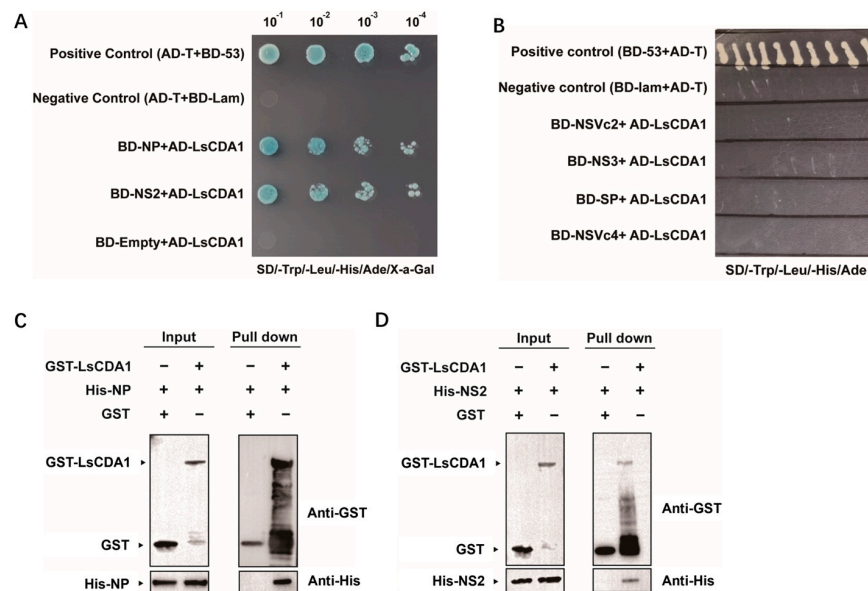 A
10-1 10-2 10-3 10-4
Positive Control (AD-T+BD-53)
Negative Control (AD-T+BD-Lam)
BD-NP+AD-LsCDA1
BD-NS2+AD-LsCDA1
BD-Empty+AD-LsCDA1
SD/-Trp/-Leu/-His/Ade/X-a-Gal
B
Positive control (BD-53+AD-T)
Negative control (BD-lam+AD-T)
BD-NSVc2+ AD-LsCDA1
BD-NS3+ AD-LsCDA1
BD-SP+ AD-LsCDA1
BD-NSVc4+ AD-LsCDA1
SD/-Trp/-Leu/-His/Ade
C
Input Pull down
GST-LsCDA1 − + − +
His-NP + + + +
GST + − + −
GST-LsCDA1
Anti-GST
GST
His-NP Anti-His
D
Input Pull down
GST-LsCDA1 − + − +
His-NS2 + + + +
GST + − + −
GST-LsCDA1
Anti-GST
GST
His-NS2 Anti-His